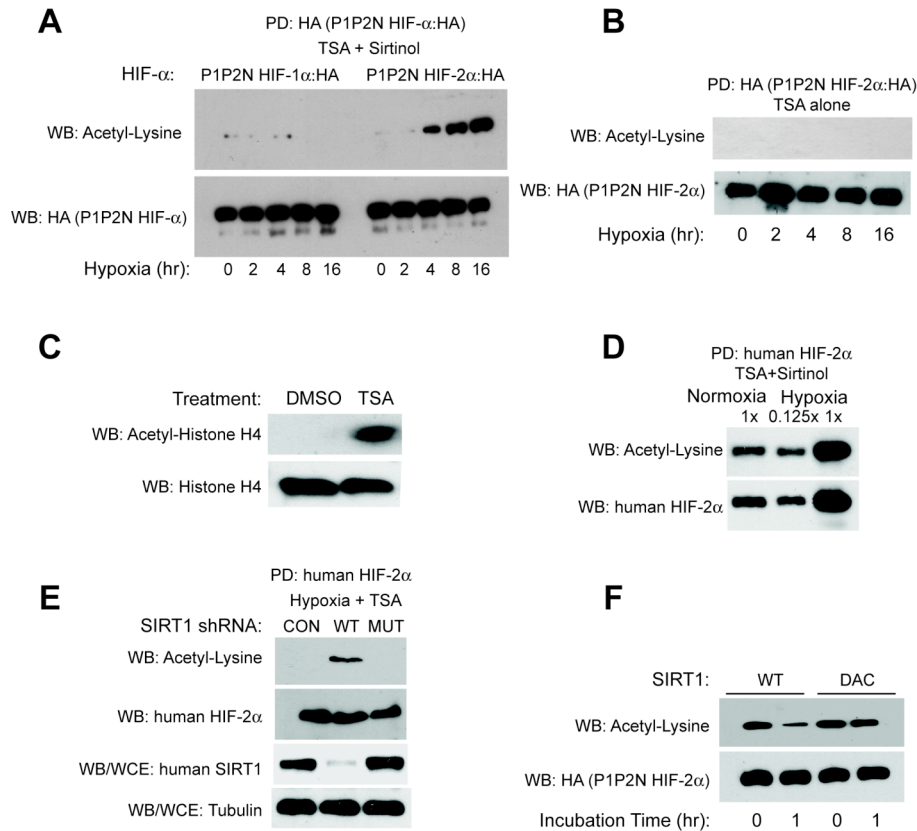 A
PD: HA (P1P2N HIF-α:HA)
TSA + Sirtinol
HIF-α: P1P2N HIF-1α:HA P1P2N HIF-2α:HA
WB: Acetyl-Lysine
WB: HA (P1P2N HIF-α)
Hypoxia (hr): 0 2 4 8 16 0 2 4 8 16
B
PD: HA (P1P2N HIF-2α:HA)
TSA alone
WB: Acetyl-Lysine
WB: HA (P1P2N HIF-2α)
Hypoxia (hr): 0 2 4 8 16
C
Treatment: DMSO TSA
WB: Acetyl-Histone H4
WB: Histone H4
D
PD: human HIF-2α
TSA+Sirtinol
Normoxia Hypoxia
1x 0.125x 1x
WB: Acetyl-Lysine
WB: human HIF-2α
E
PD: human HIF-2α
Hypoxia + TSA
SIRT1 shRNA: CON WT MUT
WB: Acetyl-Lysine
WB: human HIF-2α
WB/WCE: human SIRT1
WB/WCE: Tubulin
F
SIRT1: WT DAC
WB: Acetyl-Lysine
WB: HA (P1P2N HIF-2α)
Incubation Time (hr): 0 1 0 1